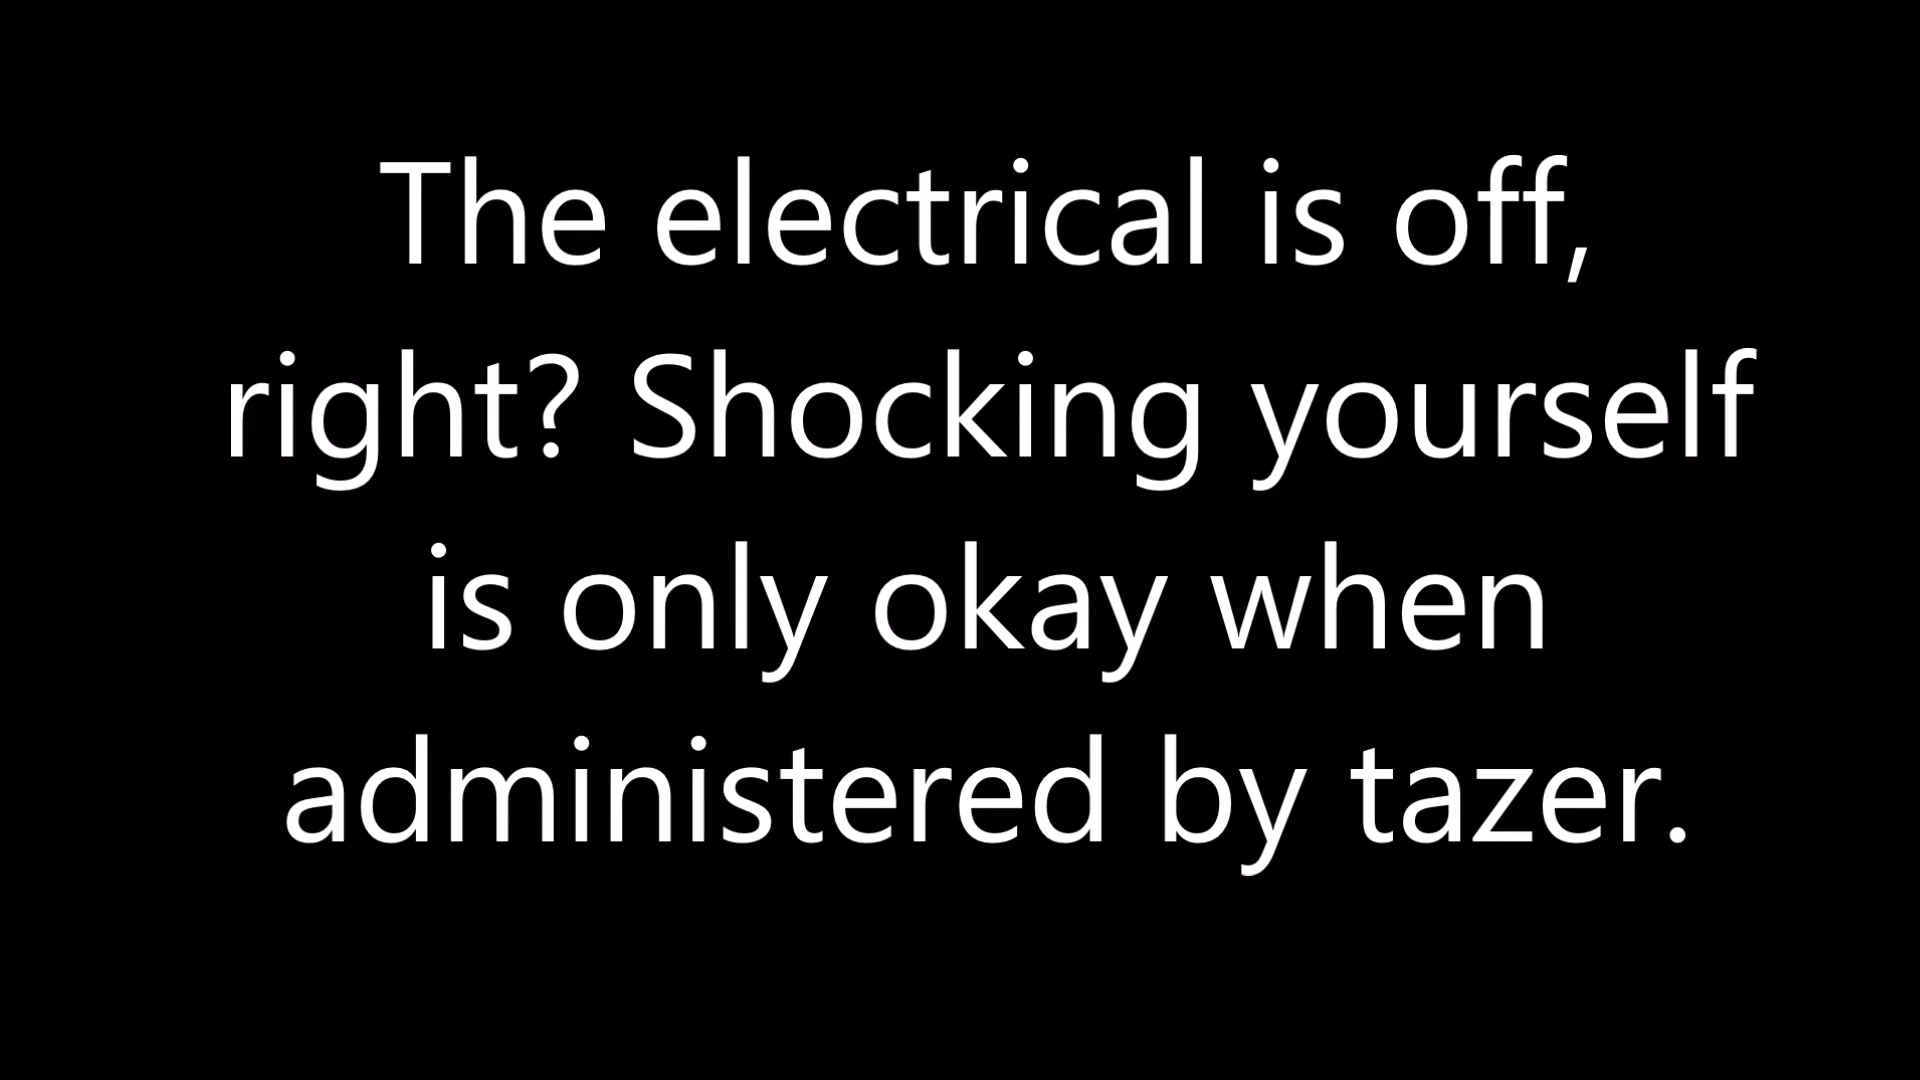 The electrical is off,
right? Shocking yourself
is only okay when
administered by tazer.